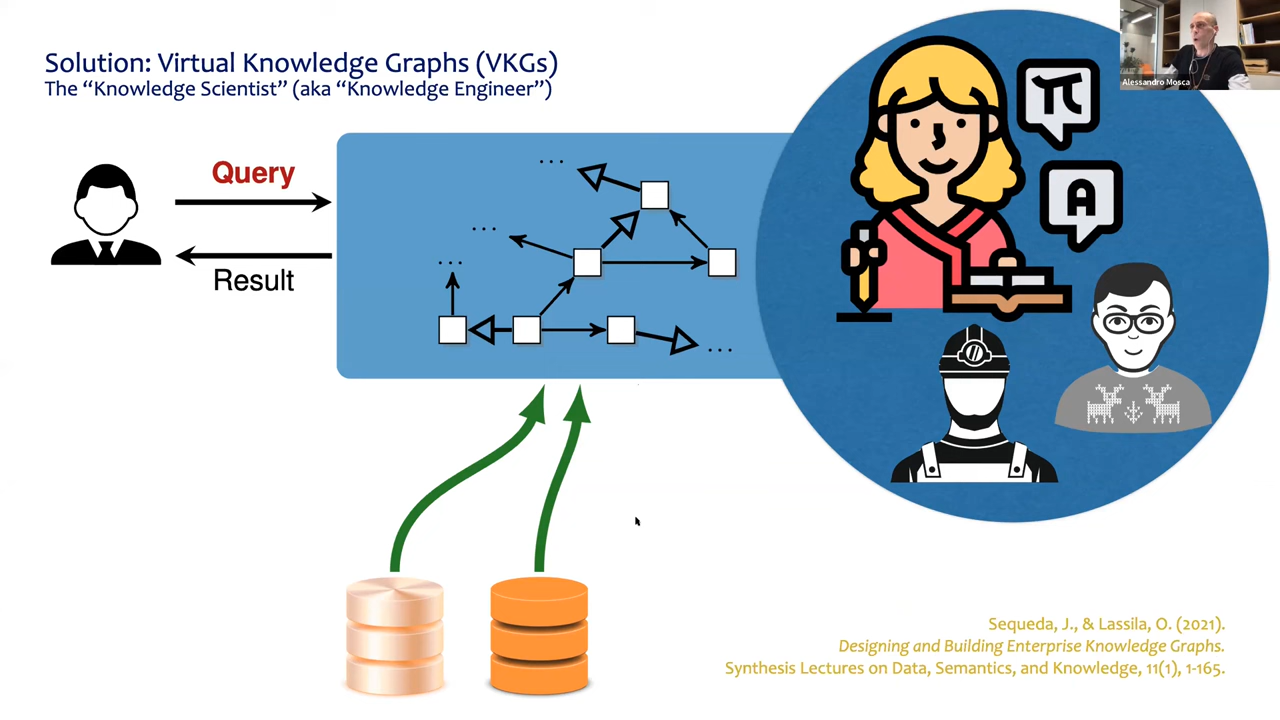 Solution: Virtual Knowledge Graphs (VKGs)
The “Knowledge Scientist” (aka “Knowledge Engineer”)
Alessandro Mosca
π
A
Query
Result
...
...
...
...
Sequeda, J., & Lassila, O. (2021).
Designing and Building Enterprise Knowledge Graphs.
Synthesis Lectures on Data, Semantics, and Knowledge, 11(1), 1-165.